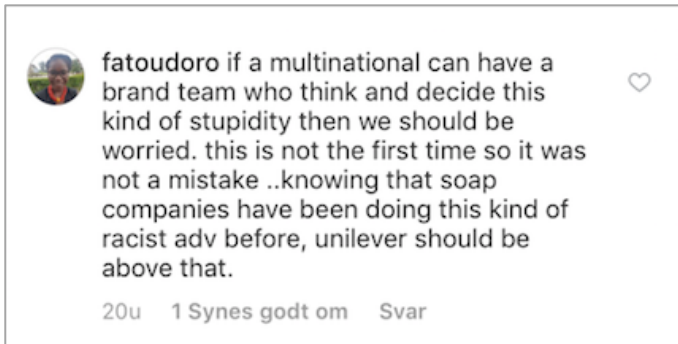 fatoudoro if a multinational can have a
brand team who think and decide this
kind of stupidity then we should be
worried. this is not the first time so it was
not a mistake ..knowing that soap
companies have been doing this kind of
racist adv before, unilever should be
above that.
20u 1 Synes godt om Svar